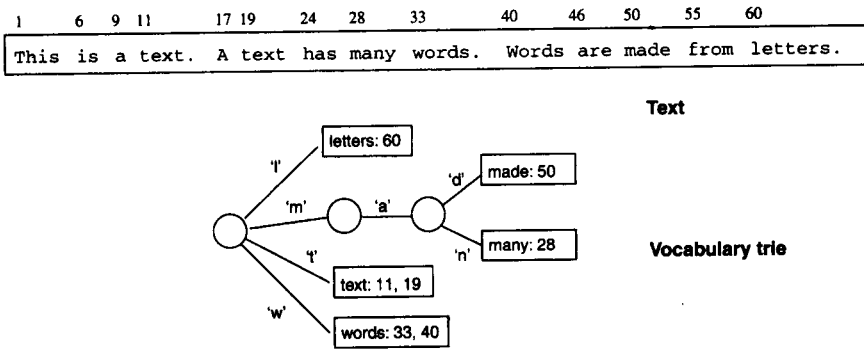 1 6 9 11 17 19 24 28 33 40 46 50 55 60
This is a text. A text has many words. Words are made from letters.
Text
letters: 60
'l'
made: 50
'd'
'm' 'a'
'n' many: 28
Vocabulary trie
't'
text: 11, 19
'w'
words: 33, 40